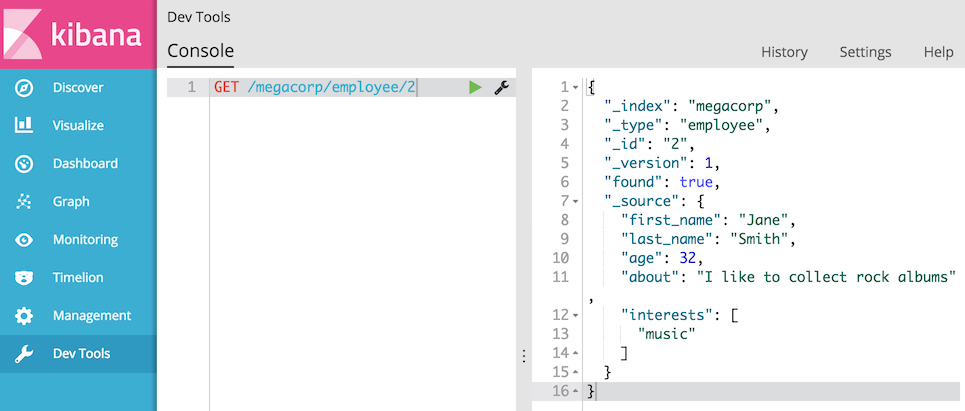 kibana
Discover
Visualize
Dashboard
Graph
Monitoring
Timelion
Management
Dev Tools
Dev Tools
Console
History Settings Help
1 GET /megacorp/employee/2
1 {
2 "_index": "megacorp",
3 "_type": "employee",
4 "_id": "2",
5 "_version": 1,
6 "found": true,
7 "_source": {
8 "first_name": "Jane",
9 "last_name": "Smith",
10 "age": 32,
11 "about": "I like to collect rock albums"
,
12 "interests": [
13 "music"
14 ]
15 }
16 }